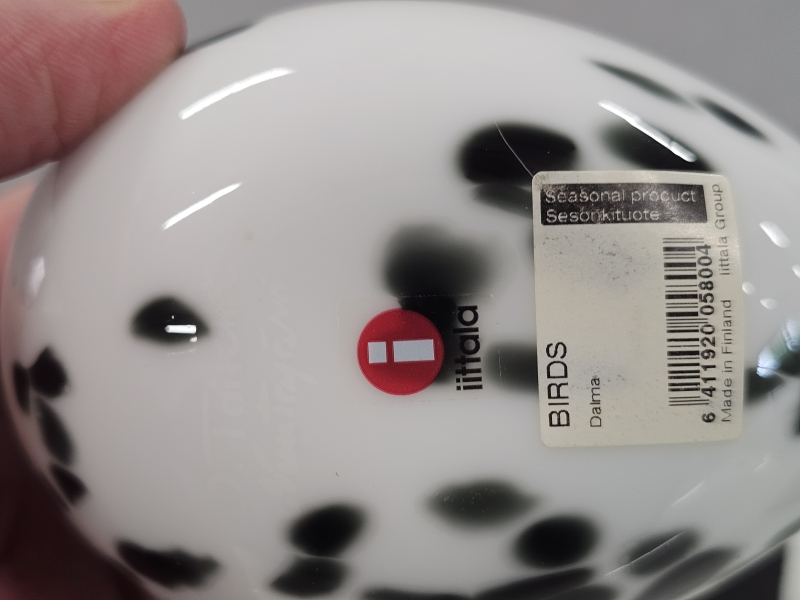 Seasonal product
Sesonkituote
BIRDS
Dalma
6 411920 058004
Made in Finland Iittala Group
i
iittala